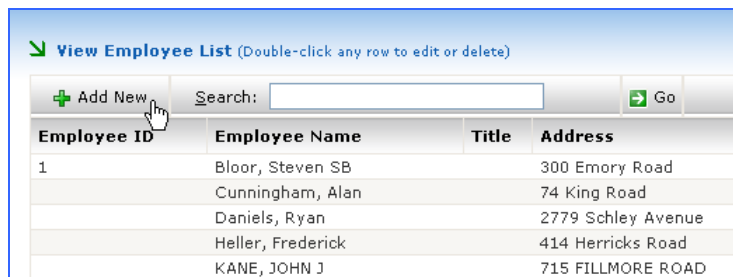 View Employee List (Double-click any row to edit or delete)
Add New Search: Go
Employee ID Employee Name Title Address
1 Bloor, Steven SB 300 Emory Road
Cunningham, Alan 74 King Road
Daniels, Ryan 2779 Schley Avenue
Heller, Frederick 414 Herricks Road
KANE, JOHN J 715 FILLMORE ROAD